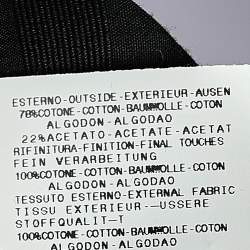 ESTERNO-OUTSIDE-EXTERIEUR-AUSEN
78%COTONE-COTTON-BAUMWOLLE-COTON
ALGODON-ALGODAO
22%ACETATO-ACETATE-ACETAT
RIFINITURA-FINITION-FINAL TOUCHES
FEIN VERARBEITUNG
100%COTONE-COTTON-BAUMWOLLE-COTON
ALGODON-ALGODAO
TESSUTO ESTERNO-EXTERNAL FABRIC
TISSU EXTERIEUR-USSERE
STOFFQUALIT-T
100%COTONE-COTTON-BAUMWOLLE-COTON
ALGODON-ALGODAO